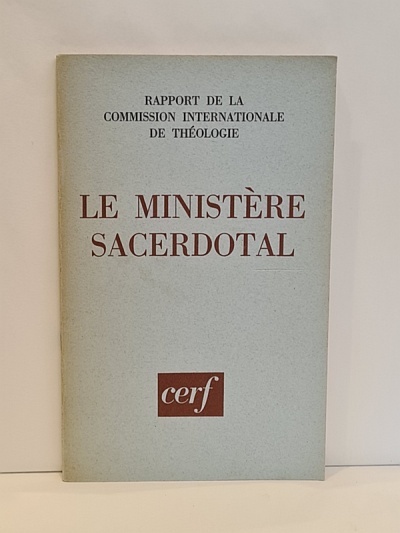 RAPPORT DE LA
COMMISSION INTERNATIONALE
DE THÉOLOGIE
LE MINISTÈRE
SACERDOTAL
cerf